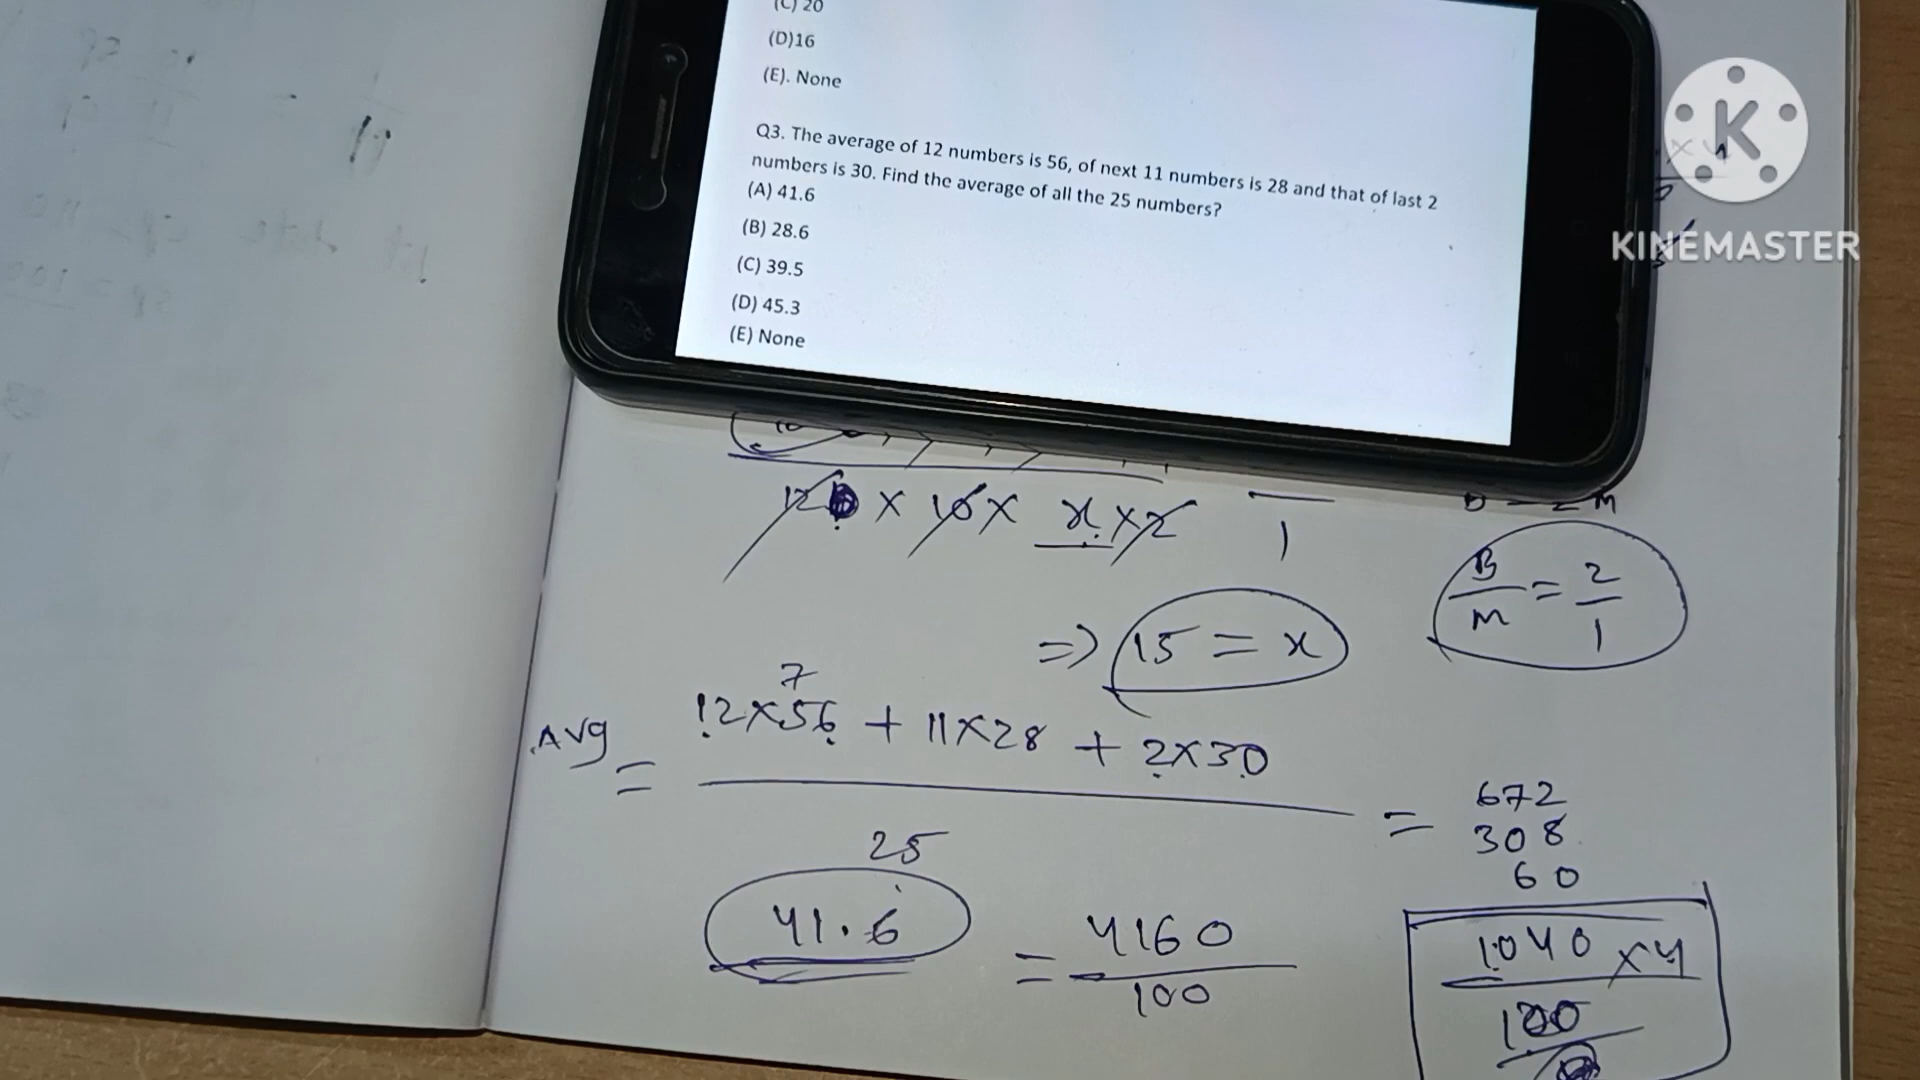 (C) 20
(D)16
(E). None
Q3. The average of 12 numbers is 56, of next 11 numbers is 28 and that of last 2
numbers is 30. Find the average of all the 25 numbers?
(A) 41.6
(B) 28.6
(C) 39.5
(D) 45.3
(E) None
K
KINEMASTER
x × 2
1
B/M = 2/1
=> 15 = x
7
Avg = 12×56 + 11×28 + 2×30
25
=
672
308
60
1040 × 4
100
= 4160
100
41.6